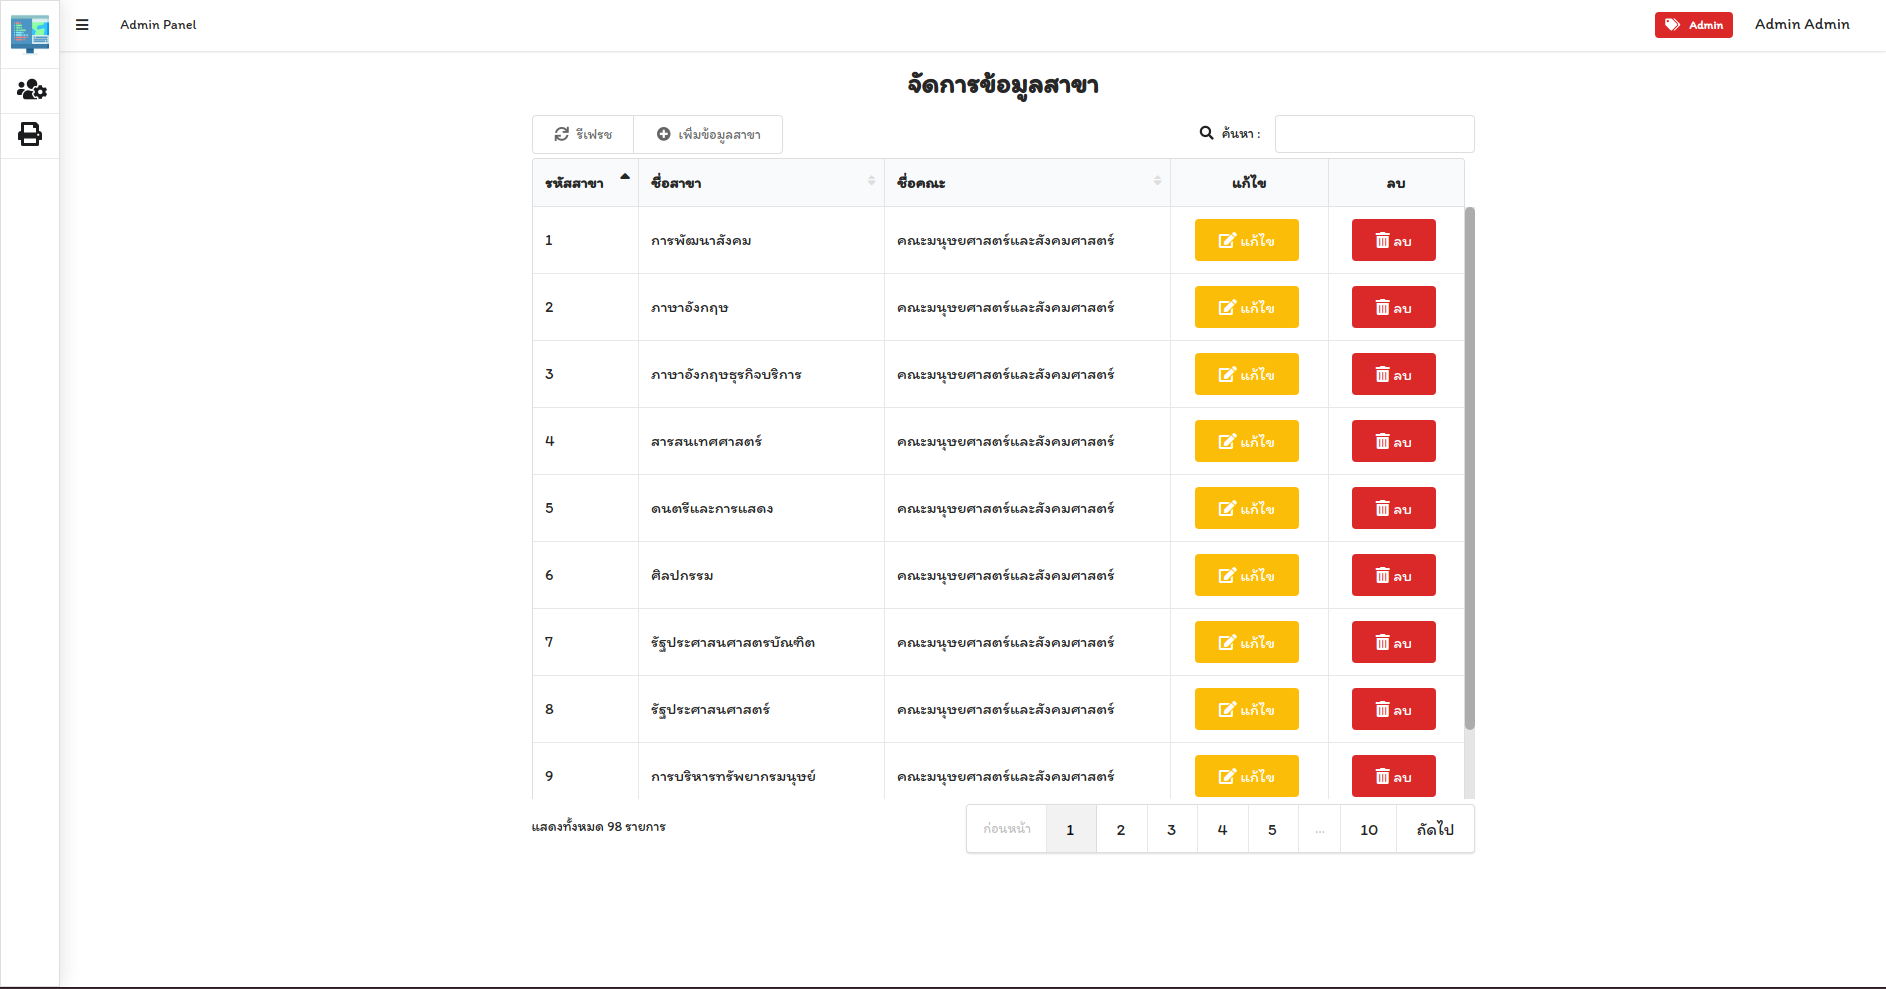 Admin Panel
Admin
Admin Admin
จัดการข้อมูลสาขา
รีเฟรช เพิ่มข้อมูลสาขา ค้นหา :
รหัสสาขา ชื่อสาขา ชื่อคณะ แก้ไข ลบ
1 การพัฒนาสังคม คณะมนุษยศาสตร์และสังคมศาสตร์ แก้ไข ลบ
2 ภาษาอังกฤษ คณะมนุษยศาสตร์และสังคมศาสตร์ แก้ไข ลบ
3 ภาษาอังกฤษธุรกิจบริการ คณะมนุษยศาสตร์และสังคมศาสตร์ แก้ไข ลบ
4 สารสนเทศศาสตร์ คณะมนุษยศาสตร์และสังคมศาสตร์ แก้ไข ลบ
5 ดนตรีและการแสดง คณะมนุษยศาสตร์และสังคมศาสตร์ แก้ไข ลบ
6 ศิลปกรรม คณะมนุษยศาสตร์และสังคมศาสตร์ แก้ไข ลบ
7 รัฐประศาสนศาสตรบัณฑิต คณะมนุษยศาสตร์และสังคมศาสตร์ แก้ไข ลบ
8 รัฐประศาสนศาสตร์ คณะมนุษยศาสตร์และสังคมศาสตร์ แก้ไข ลบ
9 การบริหารทรัพยากรมนุษย์ คณะมนุษยศาสตร์และสังคมศาสตร์ แก้ไข ลบ
แสดงทั้งหมด 98 รายการ ก่อนหน้า 1 2 3 4 5 ... 10 ถัดไป